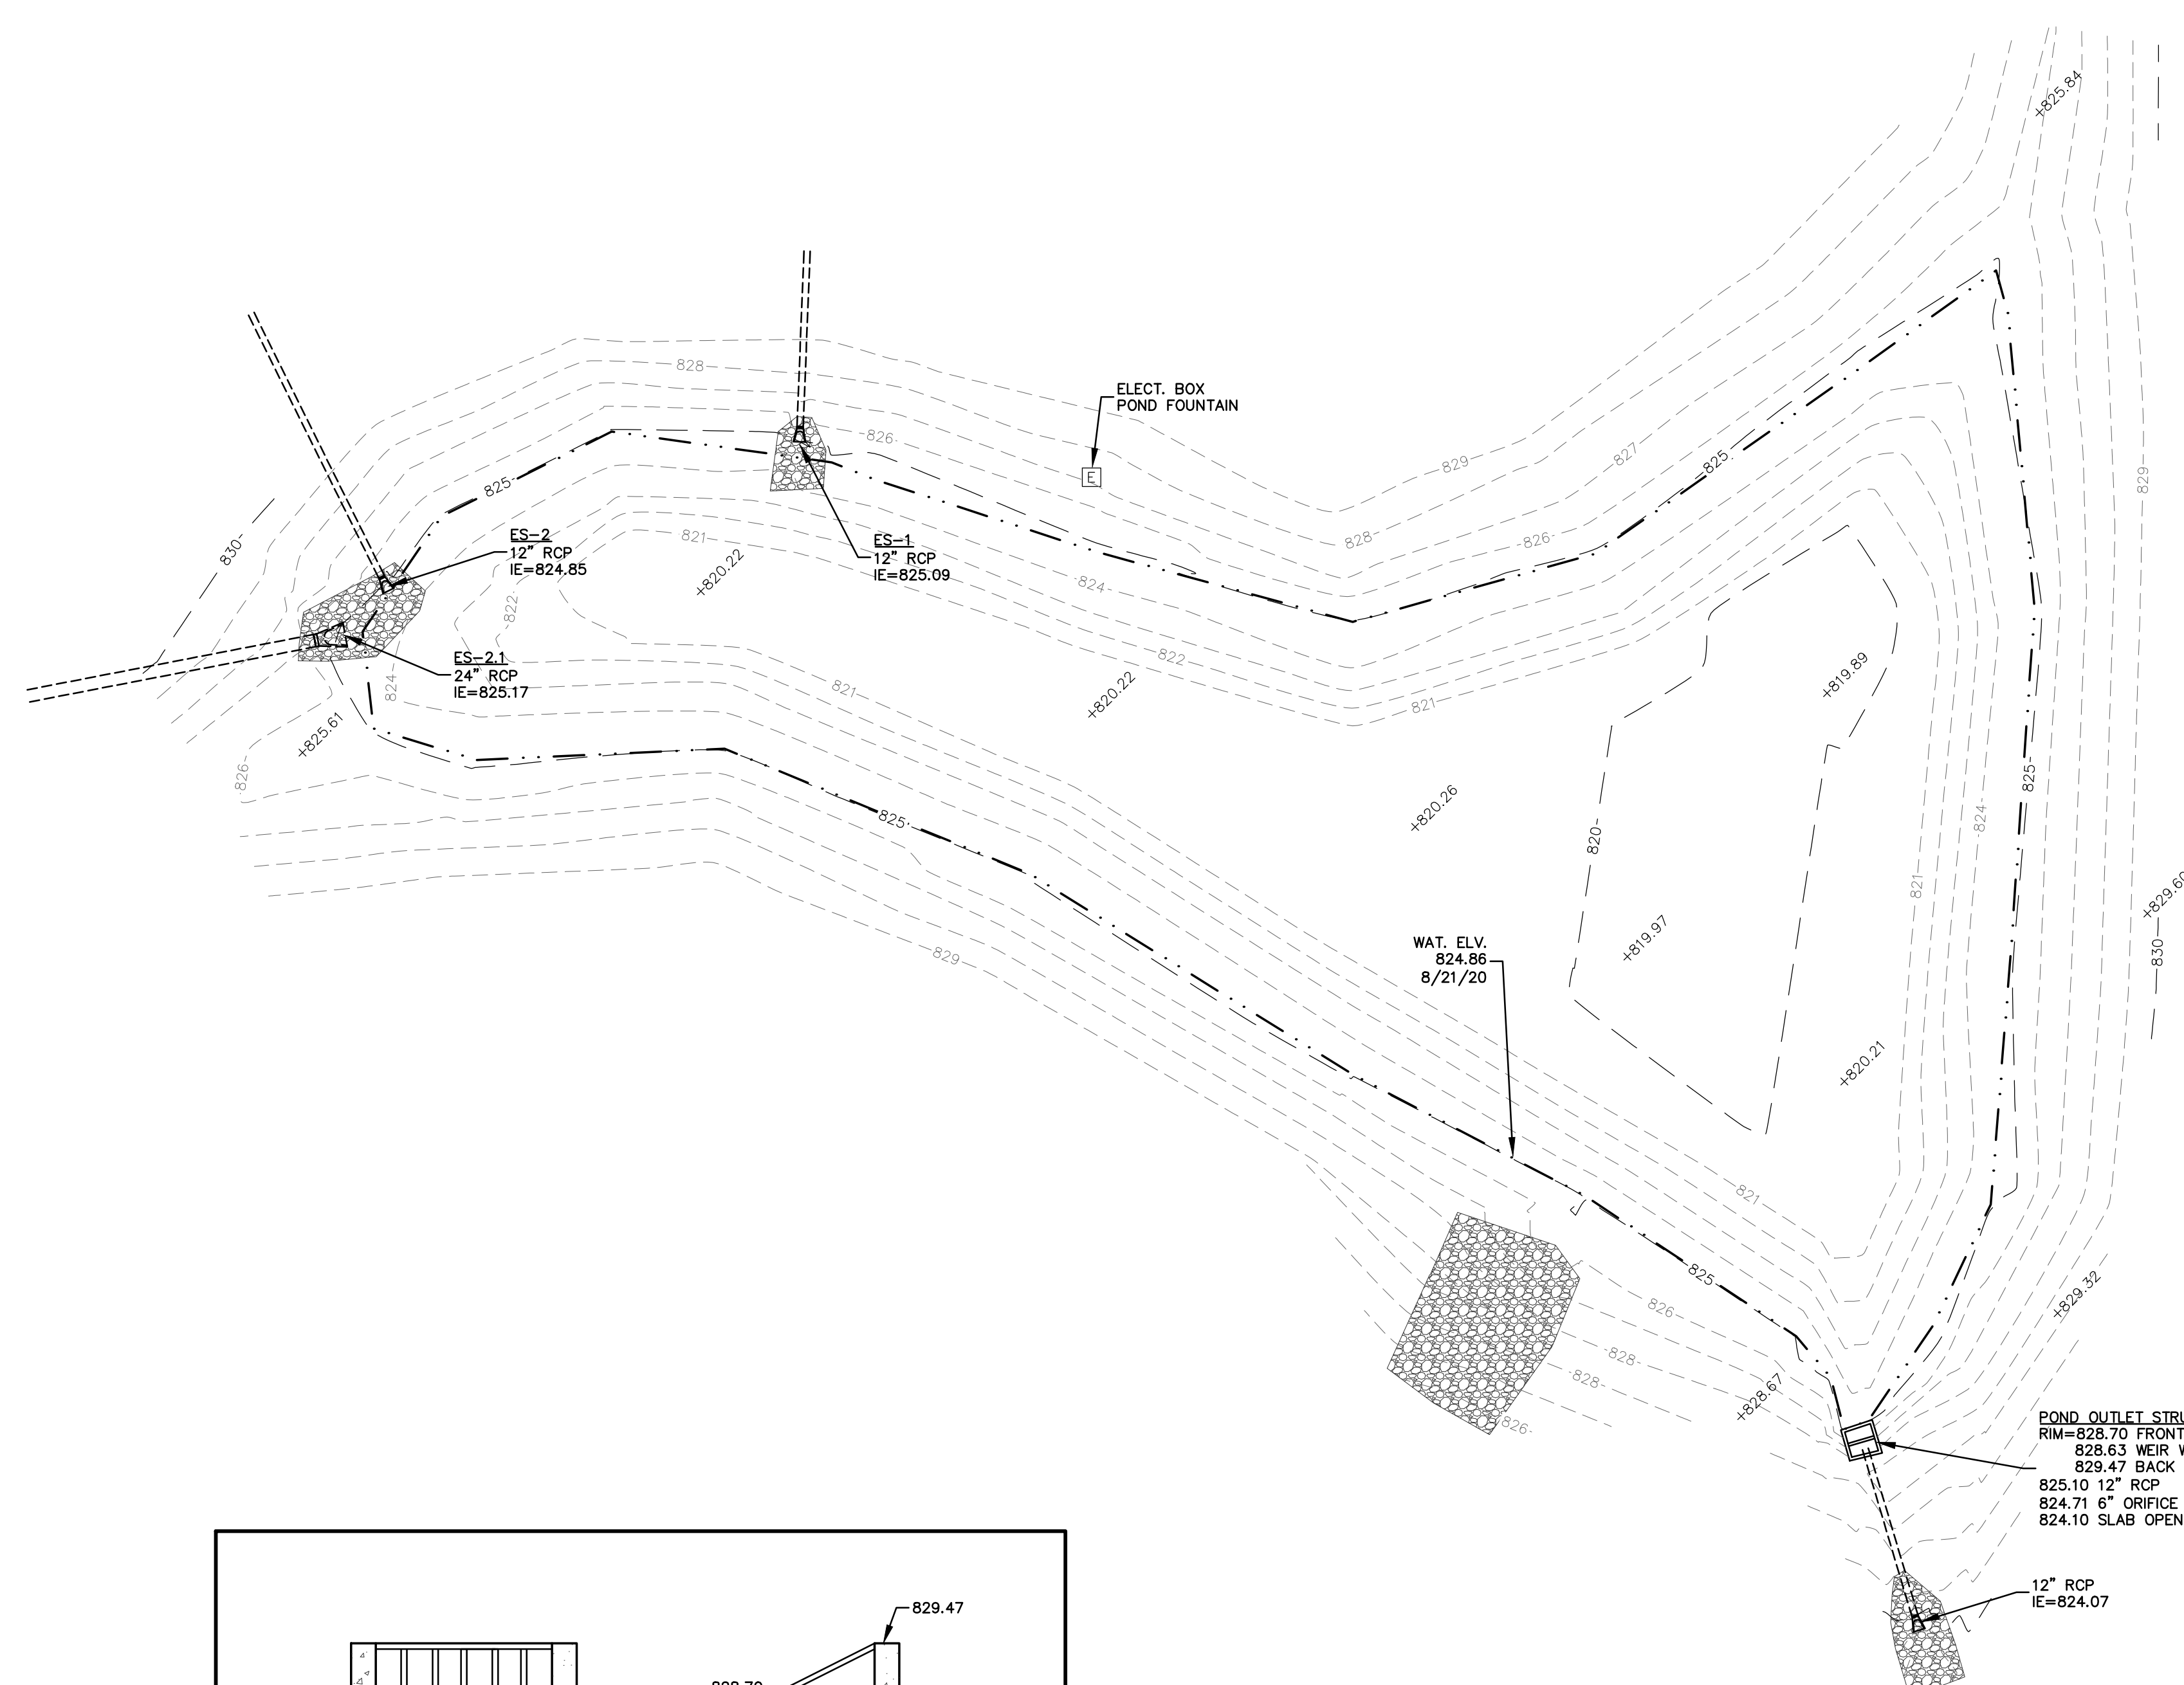 +825.84
828
ELECT. BOX
POND FOUNTAIN
E
826
829
827
825
829
828
825
830
ES-2
12" RCP
IE=824.85
821
+820.22
ES-1
12" RCP
IE=825.09
826
824
822
ES-2.1
24" RCP
IE=825.17
824
822
821
+820.22
821
+819.89
+825.61
826
825
820
+820.26
825
824
821
+829.60
829
WAT. ELV.
824.86
8/21/20
+819.97
830
+820.21
821
825
826
828
828
826
+829.32
+828.67
POND OUTLET
RIM=828.70 FRONT
828.63 WEIR
829.47 BACK
825.10 12" RCP
824.71 6" ORIFICE
824.10 SLAB OPEN
12" RCP
IE=824.07
829.47